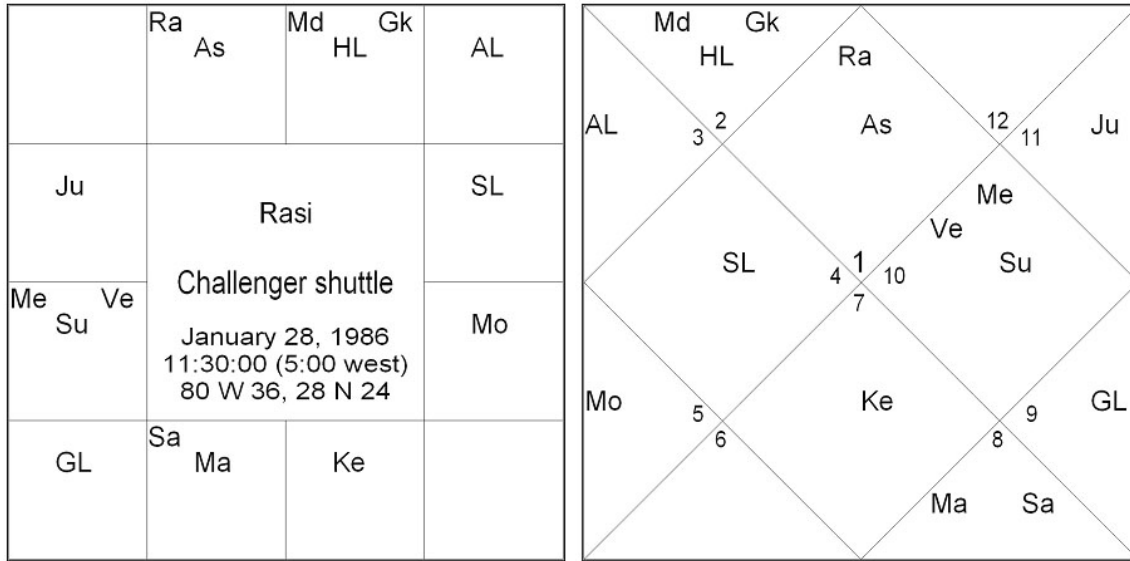 Ra
As
Md Gk
HL
AL
Ju
SL
Rasi
Challenger shuttle
January 28, 1986
11:30:00 (5:00 west)
80 W 36, 28 N 24
Me Ve
Su
Mo
GL
Sa
Ma
Ke
Md Gk
HL
Ra
AL
As
Ju
2
3
12
11
Me
Ve
SL
Su
4
1
10
7
Mo
Ke
GL
5
6
9
8
Ma Sa